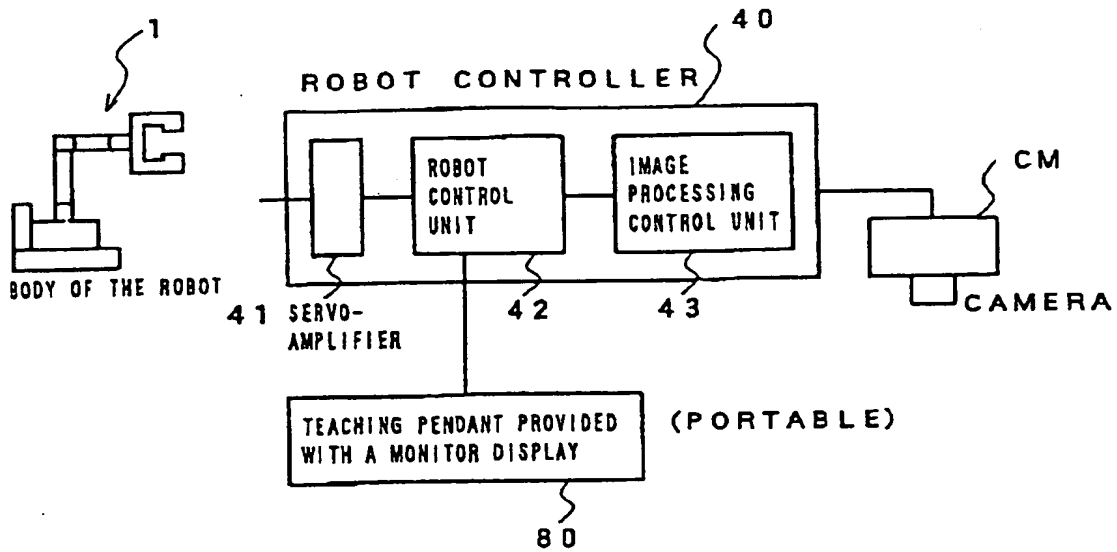 1
40
ROBOT CONTROLLER
ROBOT
CONTROL
UNIT
IMAGE
PROCESSING
CONTROL UNIT
CM
BODY OF THE ROBOT
41 SERVO-
AMPLIFIER
42
43
CAMERA
TEACHING PENDANT PROVIDED
WITH A MONITOR DISPLAY
(PORTABLE)
80